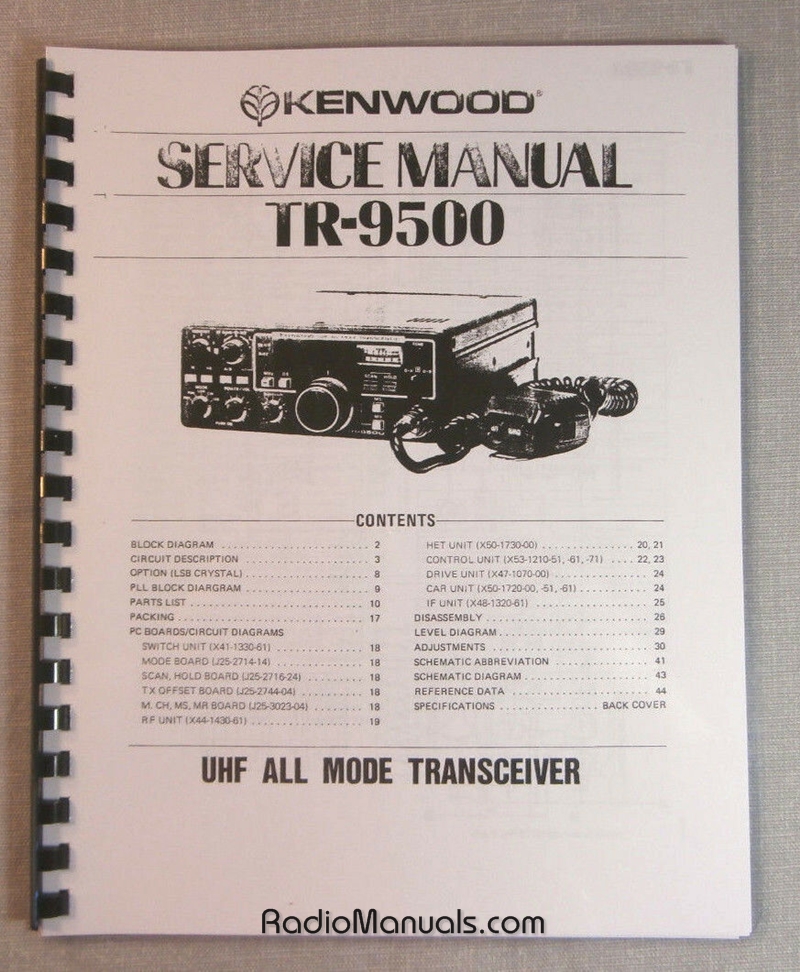 KENWOOD®
SERVICE MANUAL
TR-9500
CONTENTS
BLOCK DIAGRAM ........................ 2
CIRCUIT DESCRIPTION ..................... 3
OPTION (LSB CRYSTAL) .................... 8
PLL BLOCK DIARGRAM ..................... 9
PARTS LIST ............................. 10
PACKING ............................... 17
PC BOARDS/CIRCUIT DIAGRAMS
SWITCH UNIT (X41-1330-61) ............... 18
MODE BOARD (J25-2714-14) ............... 18
SCAN, HOLD BOARD (J25-2716-24) .......... 18
TX OFFSET BOARD (J25-2744-04) ........... 18
M. CH, MS, MR BOARD (J25-3023-04) ........ 18
RF UNIT (X44-1430-61) ................... 19
HET UNIT (X50-1730-00) ............... 20, 21
CONTROL UNIT (X53-1210-51, -61, -71) .... 22, 23
DRIVE UNIT (X47-1070-00) ................ 24
CAR UNIT (X50-1720-00, -51, -61) ........... 24
IF UNIT (X48-1320-61) ................... 25
DISASSEMBLY ............................ 26
LEVEL DIAGRAM ......................... 29
ADJUSTMENTS ........................... 30
SCHEMATIC ABBREVIATION ................ 41
SCHEMATIC DIAGRAM ..................... 43
REFERENCE DATA ........................ 44
SPECIFICATIONS ................ BACK COVER
UHF ALL MODE TRANSCEIVER
RadioManuals.com